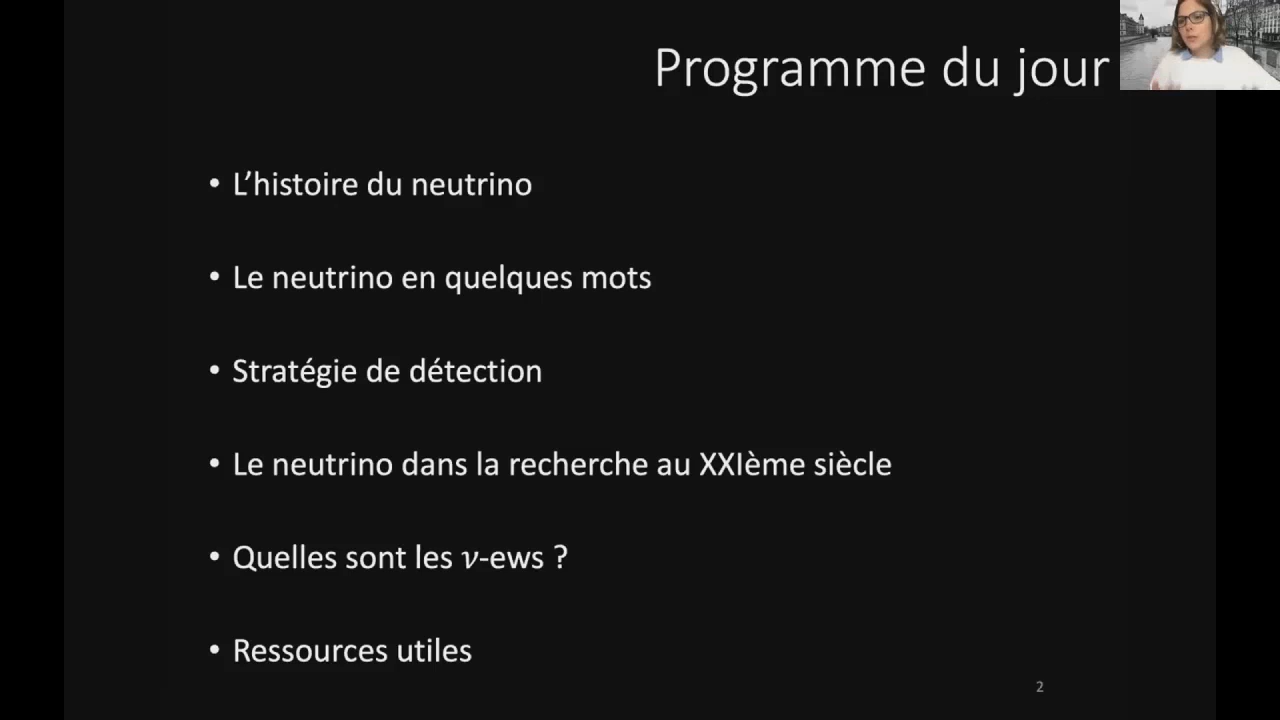 Programme du jour
• L’histoire du neutrino
• Le neutrino en quelques mots
• Stratégie de détection
• Le neutrino dans la recherche au XXIème siècle
• Quelles sont les ν-ews ?
• Ressources utiles
2